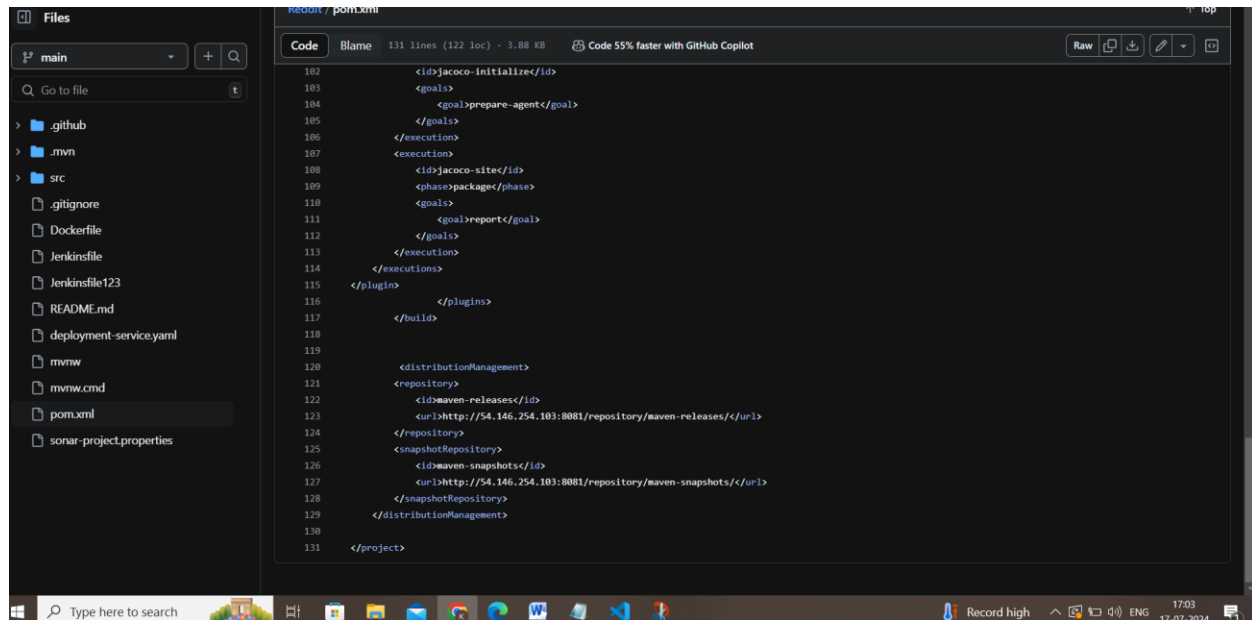 Files
main
Go to file
t
.github
.mvn
src
.gitignore
Dockerfile
Jenkinsfile
Jenkinsfile123
README.md
deployment-service.yaml
mvnw
mvnw.cmd
pom.xml
sonar-project.properties
Reddit / pom.xml
Top
Code Blame 131 lines (122 loc) · 3.88 KB Code 55% faster with GitHub Copilot Raw
102 <id>jacoco-initialize</id>
103 <goals>
104 <goal>prepare-agent</goal>
105 </goals>
106 </execution>
107 <execution>
108 <id>jacoco-site</id>
109 <phase>package</phase>
110 <goals>
111 <goal>report</goal>
112 </goals>
113 </execution>
114 </executions>
115 </plugin>
116 </plugins>
117 </build>
118
119
120 <distributionManagement>
121 <repository>
122 <id>maven-releases</id>
123 <url>http://54.146.254.103:8081/repository/maven-releases/</url>
124 </repository>
125 <snapshotRepository>
126 <id>maven-snapshots</id>
127 <url>http://54.146.254.103:8081/repository/maven-snapshots/</url>
128 </snapshotRepository>
129 </distributionManagement>
130
131 </project>
Type here to search
Record high
ENG
17:03
17-07-2024